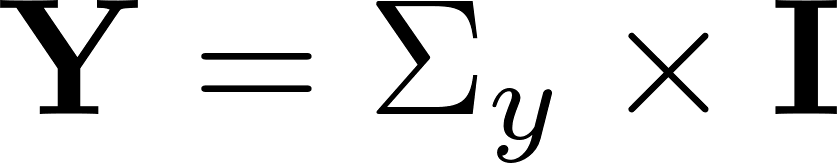 𝐘 = Σ_y × 𝐈